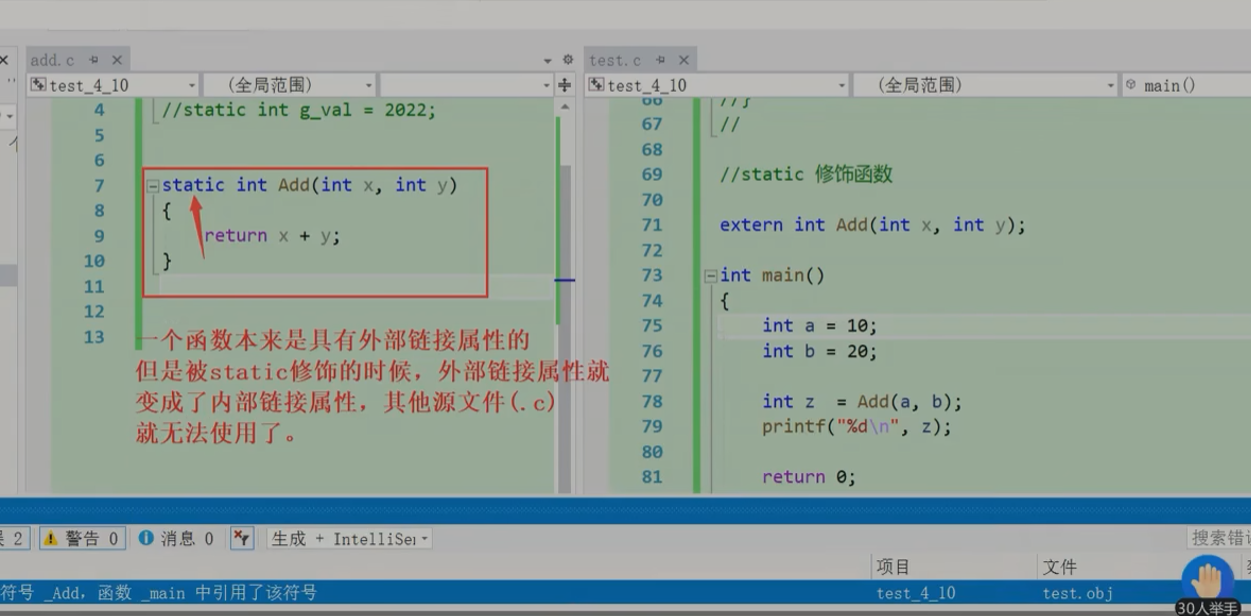 add.c
test_4_10
(全局范围)
4 //static int g_val = 2022;
5
6
7 static int Add(int x, int y)
8 {
9 return x + y;
10 }
11
12
13
一个函数本来是具有外部链接属性的
但是被static修饰的时候，外部链接属性就
变成了内部链接属性，其他源文件(.c)
就无法使用了。
test.c
test_4_10
(全局范围)
main()
66 //}
67 //
68
69 //static 修饰函数
70
71 extern int Add(int x, int y);
72
73 int main()
74 {
75 int a = 10;
76 int b = 20;
77
78 int z = Add(a, b);
79 printf("%d\n", z);
80
81 return 0;
2 警告 0 消息 0 生成 + IntelliSe
搜索错
项目 文件
符号 _Add，函数 _main 中引用了该符号 test_4_10 test.obj
30人举手